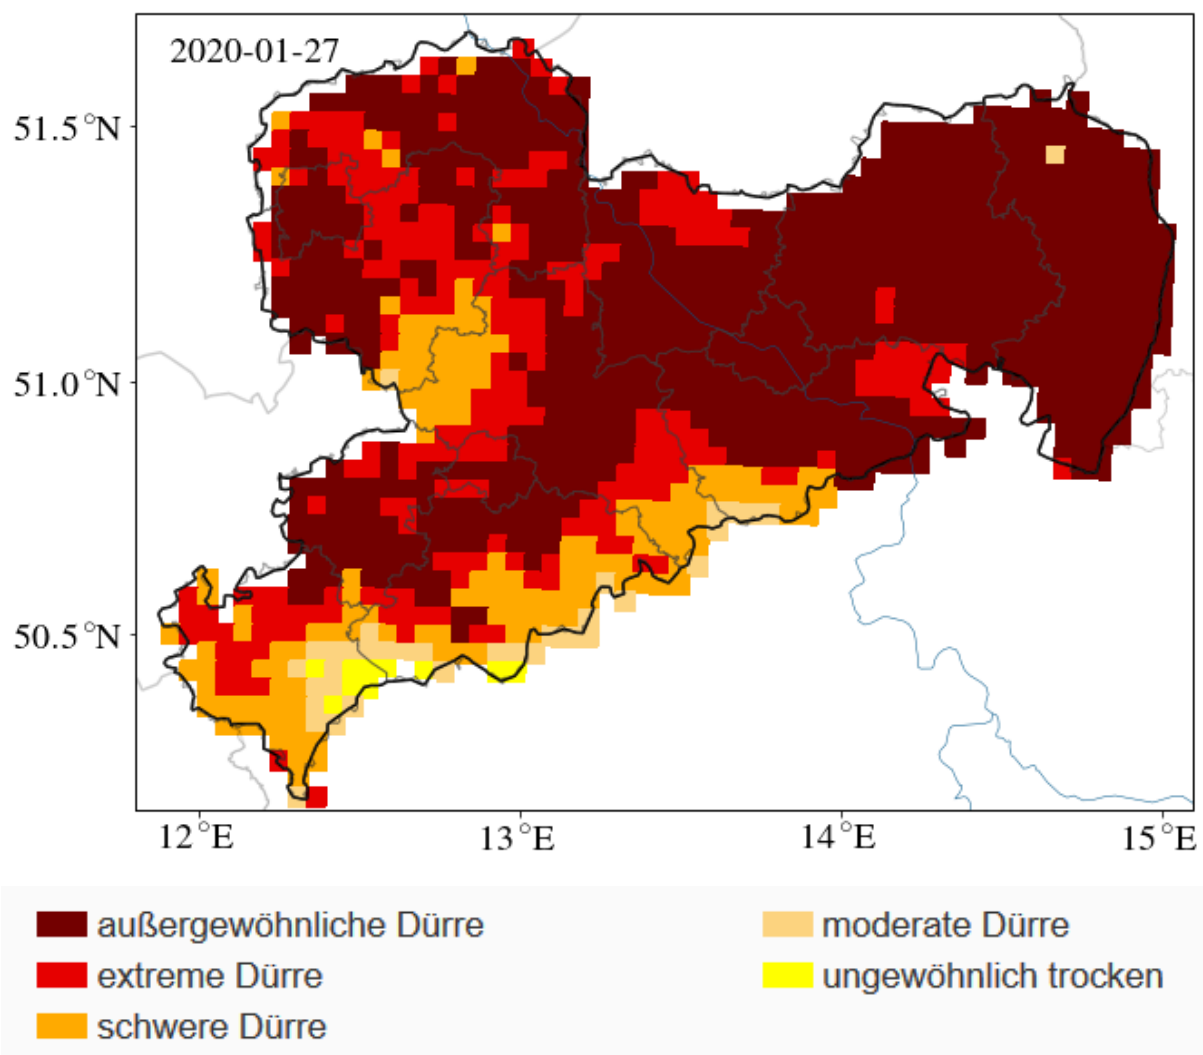 2020-01-27
51.5°N
51.0°N
50.5°N
12°E 13°E 14°E 15°E
außergewöhnliche Dürre
extreme Dürre
schwere Dürre
moderate Dürre
ungewöhnlich trocken